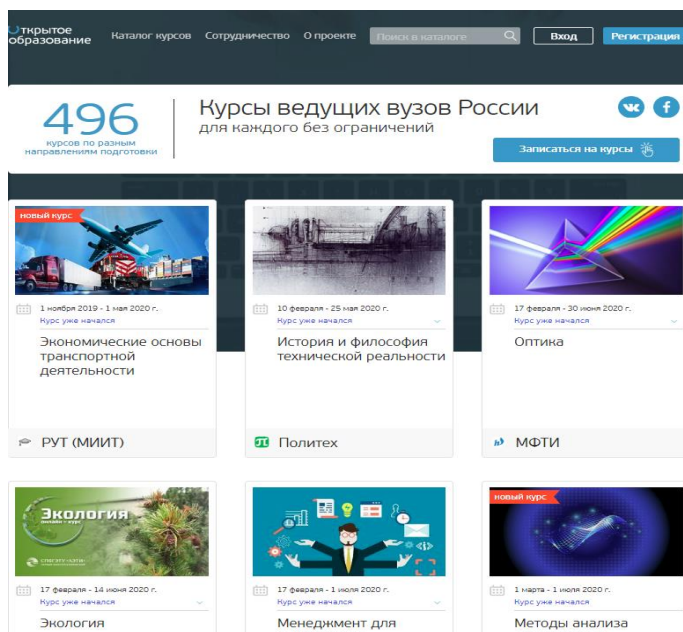 Открытое
образование
Каталог курсов Сотрудничество О проекте Поиск в каталоге Вход Регистрация
496
курсов по разным
направлениям подготовки
Курсы ведущих вузов России
для каждого без ограничений
Записаться на курсы
новый курс
1 ноября 2019 - 1 мая 2020 г.
Курс уже начался
Экономические основы
транспортной
деятельности
РУТ (МИИТ)
10 февраля - 25 мая 2020 г.
Курс уже начался
История и философия
технической реальности
Политех
17 февраля - 30 июня 2020 г.
Курс уже начался
Оптика
МФТИ
Экология
онлайн - курс
17 февраля - 14 июня 2020 г.
Курс уже начался
Экология
17 февраля - 1 июля 2020 г.
Курс уже начался
Менеджмент для
новый курс
1 марта - 1 июля 2020 г.
Курс уже начался
Методы анализа